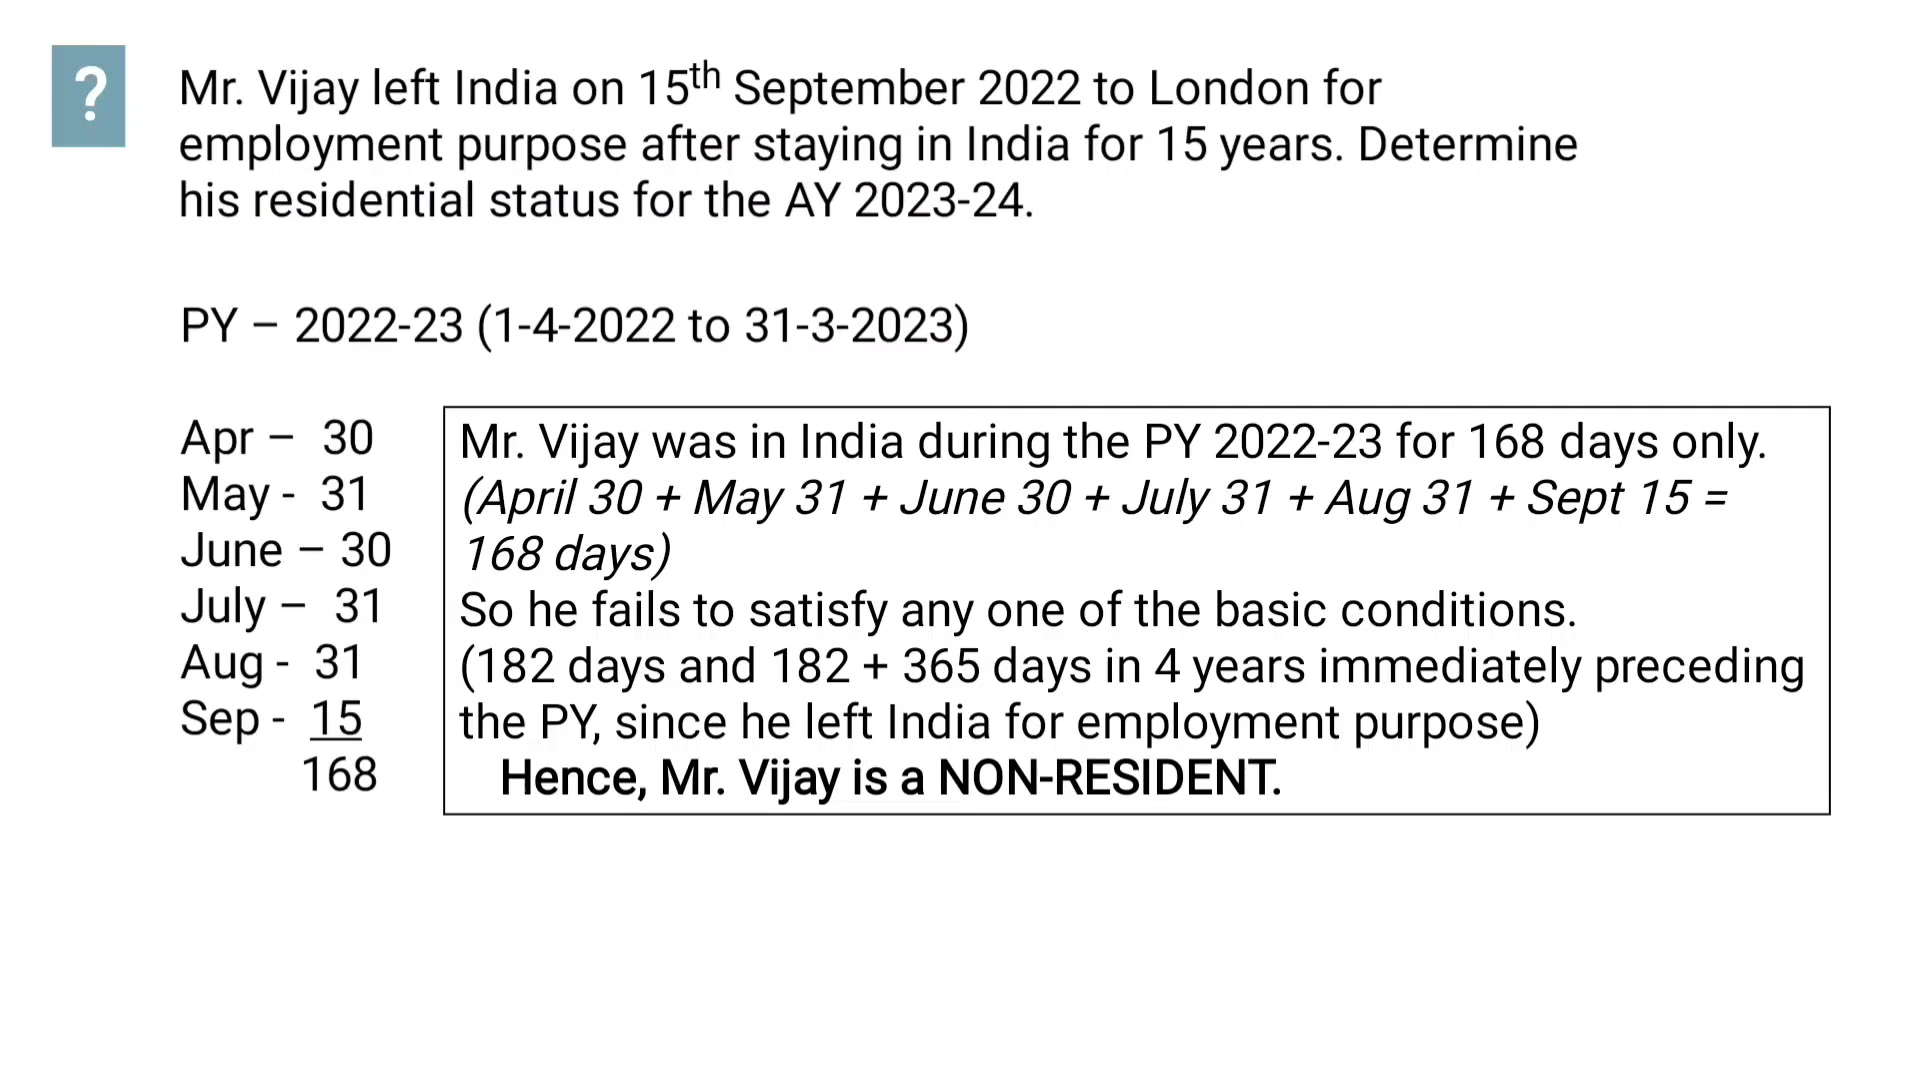 ?
Mr. Vijay left India on 15th September 2022 to London for
employment purpose after staying in India for 15 years. Determine
his residential status for the AY 2023-24.
PY – 2022-23 (1-4-2022 to 31-3-2023)
Apr – 30
May - 31
June – 30
July – 31
Aug - 31
Sep - 15
168
Mr. Vijay was in India during the PY 2022-23 for 168 days only.
(April 30 + May 31 + June 30 + July 31 + Aug 31 + Sept 15 =
168 days)
So he fails to satisfy any one of the basic conditions.
(182 days and 182 + 365 days in 4 years immediately preceding
the PY, since he left India for employment purpose)
Hence, Mr. Vijay is a NON-RESIDENT.